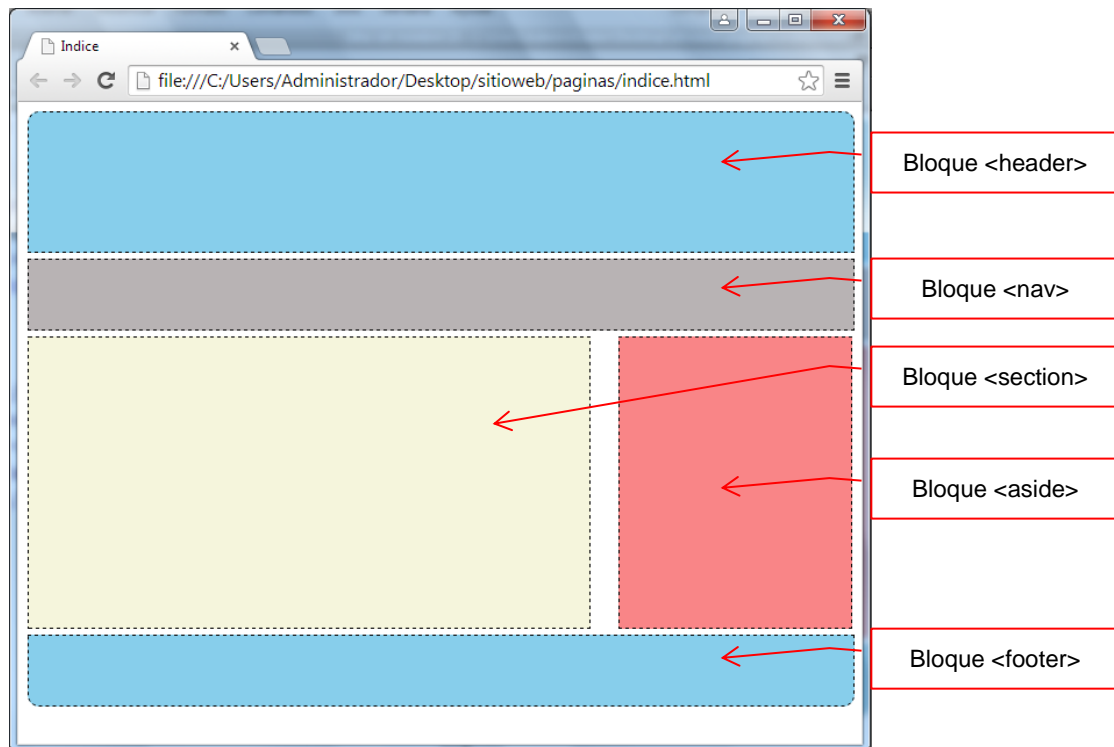 Indice
file:///C:/Users/Administrador/Desktop/sitioweb/paginas/indice.html
Bloque <header>
Bloque <nav>
Bloque <section>
Bloque <aside>
Bloque <footer>